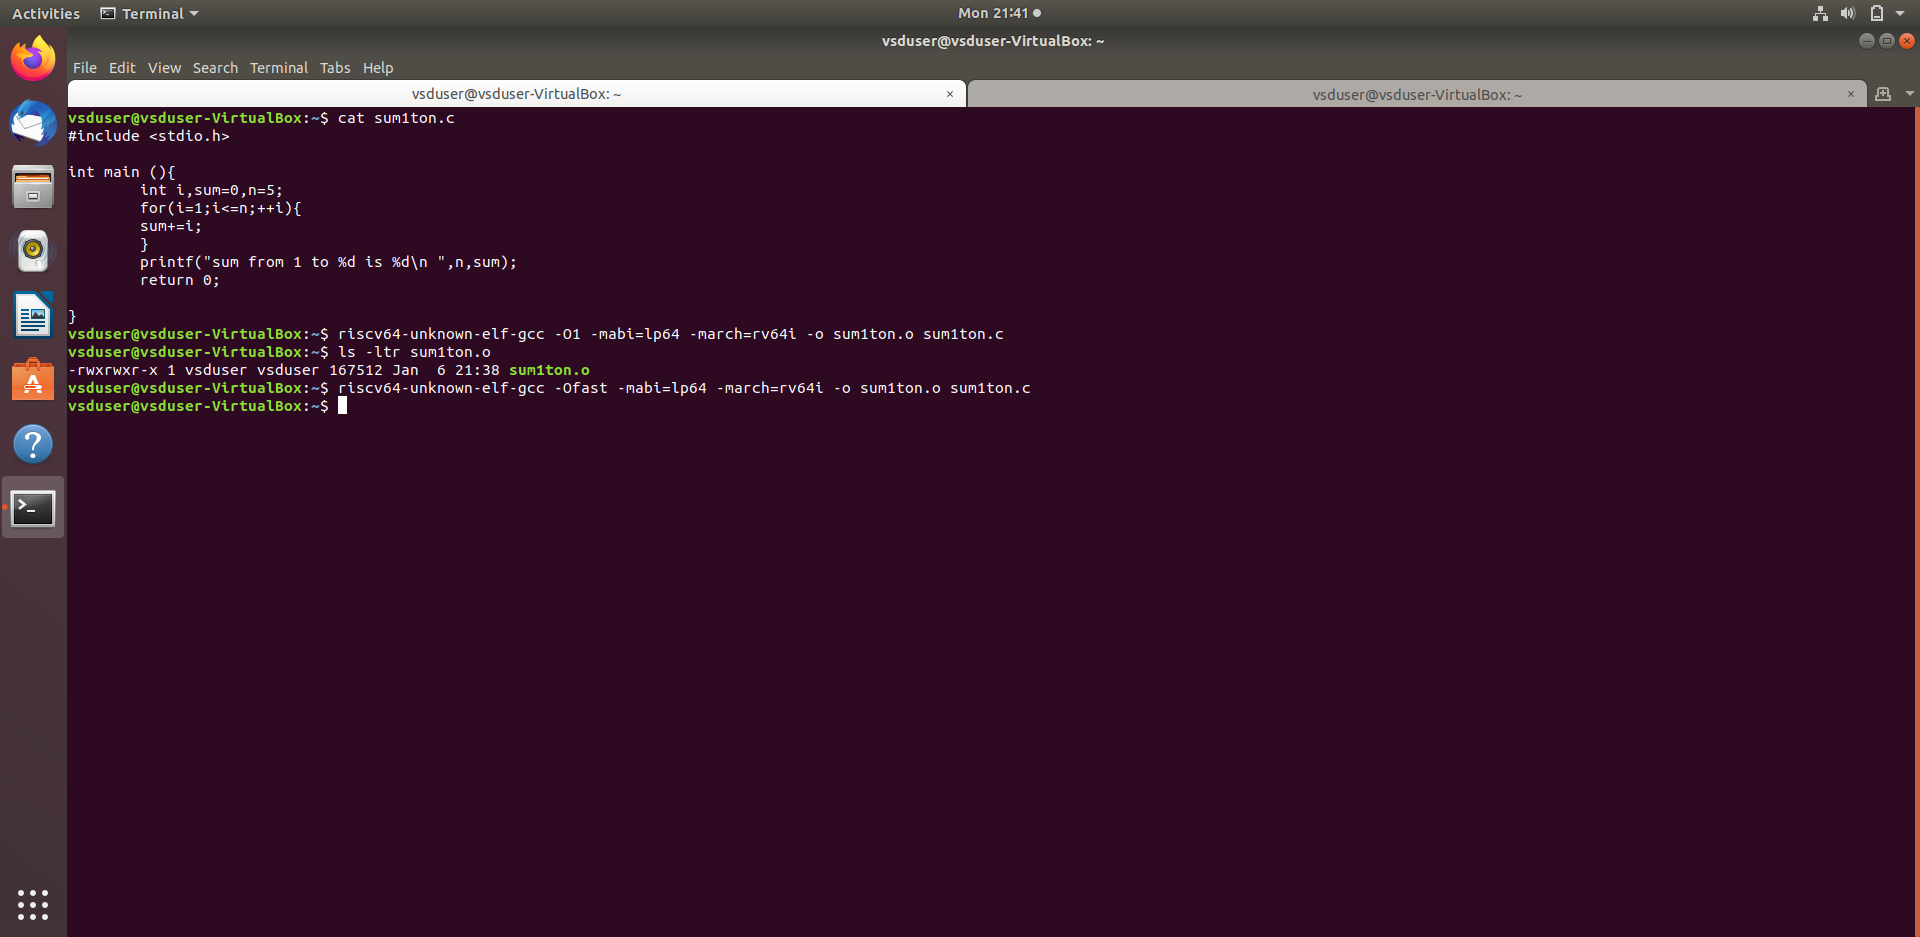 Activities Terminal Mon 21:41
vsduser@vsduser-VirtualBox: ~
File Edit View Search Terminal Tabs Help
vsduser@vsduser-VirtualBox: ~ × vsduser@vsduser-VirtualBox: ~ ×
vsduser@vsduser-VirtualBox:~$ cat sum1ton.c
#include <stdio.h>
int main (){
int i,sum=0,n=5;
for(i=1;i<=n;++i){
sum+=i;
}
printf("sum from 1 to %d is %d\n ",n,sum);
return 0;
}
vsduser@vsduser-VirtualBox:~$ riscv64-unknown-elf-gcc -O1 -mabi=lp64 -march=rv64i -o sum1ton.o sum1ton.c
vsduser@vsduser-VirtualBox:~$ ls -ltr sum1ton.o
-rwxrwxr-x 1 vsduser vsduser 167512 Jan  6 21:38 sum1ton.o
vsduser@vsduser-VirtualBox:~$ riscv64-unknown-elf-gcc -Ofast -mabi=lp64 -march=rv64i -o sum1ton.o sum1ton.c
vsduser@vsduser-VirtualBox:~$